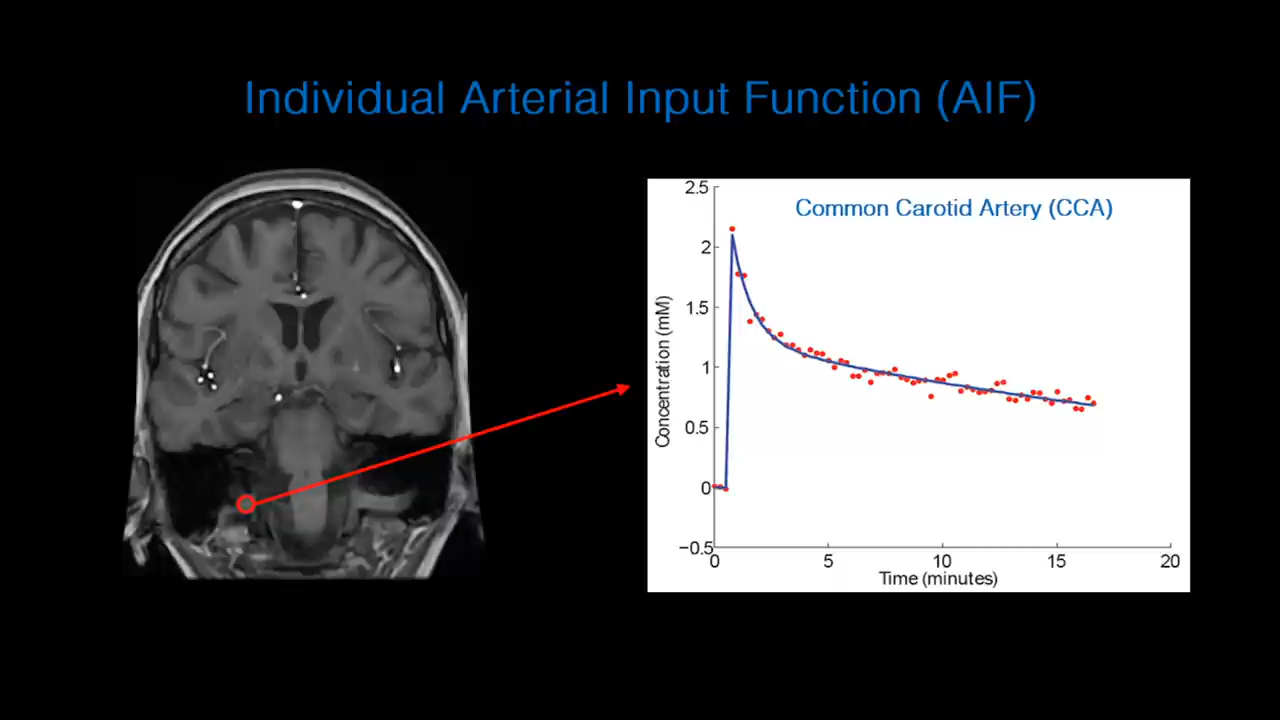 Individual Arterial Input Function (AIF)
Common Carotid Artery (CCA)
2.5
2
1.5
1
0.5
0
−0.5
Concentration (mM)
0 5 10 15 20
Time (minutes)